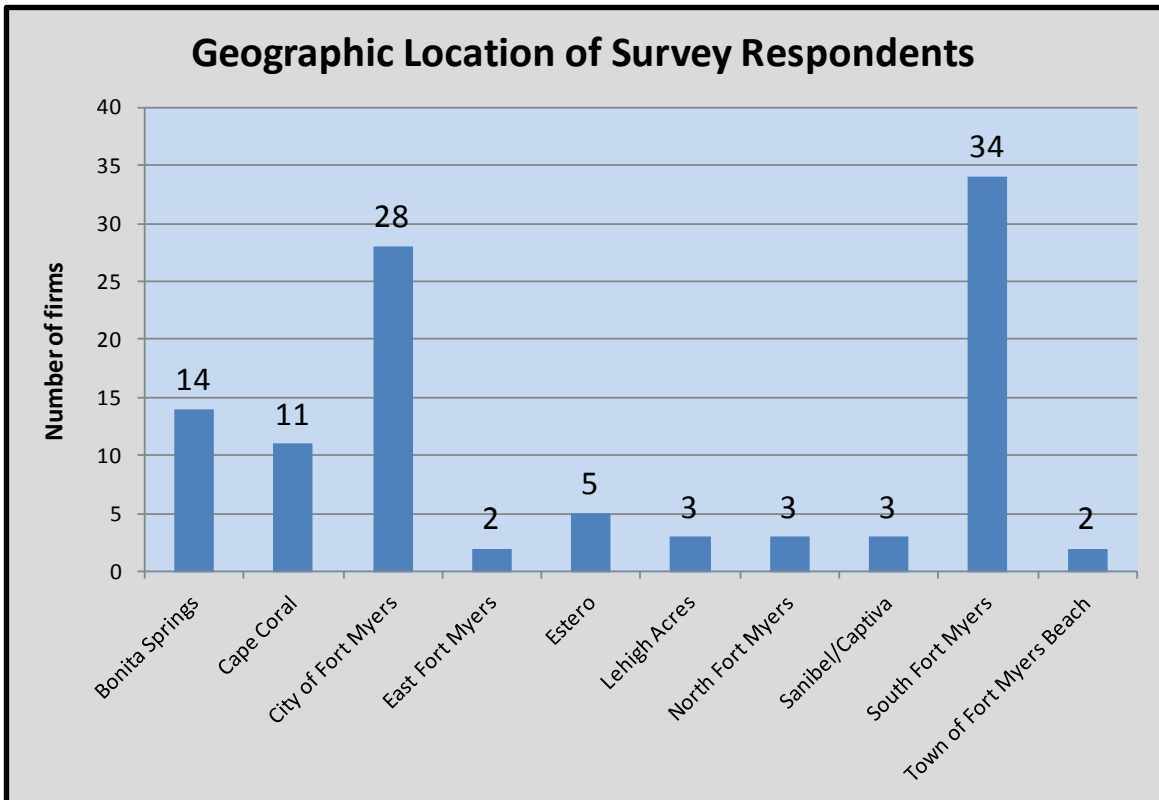 Geographic Location of Survey Respondents
Number of firms
40
35
30
25
20
15
10
5
0
14
11
28
2
5
3
3
3
34
2
Bonita Springs
Cape Coral
City of Fort Myers
East Fort Myers
Estero
Lehigh Acres
North Fort Myers
Sanibel/Captiva
South Fort Myers
Town of Fort Myers Beach